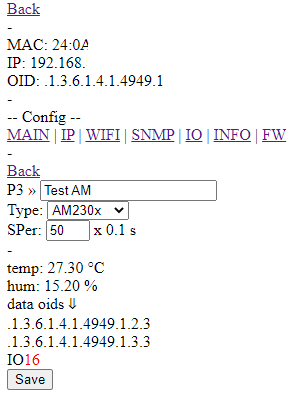 Back
-
MAC: 24:0A
IP: 192.168.
OID: .1.3.6.1.4.1.4949.1
-
-- Config --
MAIN | IP | WIFI | SNMP | IO | INFO | FW
-
Back
P3 » Test AM
Type: AM230x
SPer: 50 x 0.1 s
-
temp: 27.30 °C
hum: 15.20 %
data oids ⇓
.1.3.6.1.4.1.4949.1.2.3
.1.3.6.1.4.1.4949.1.3.3
IO16
Save